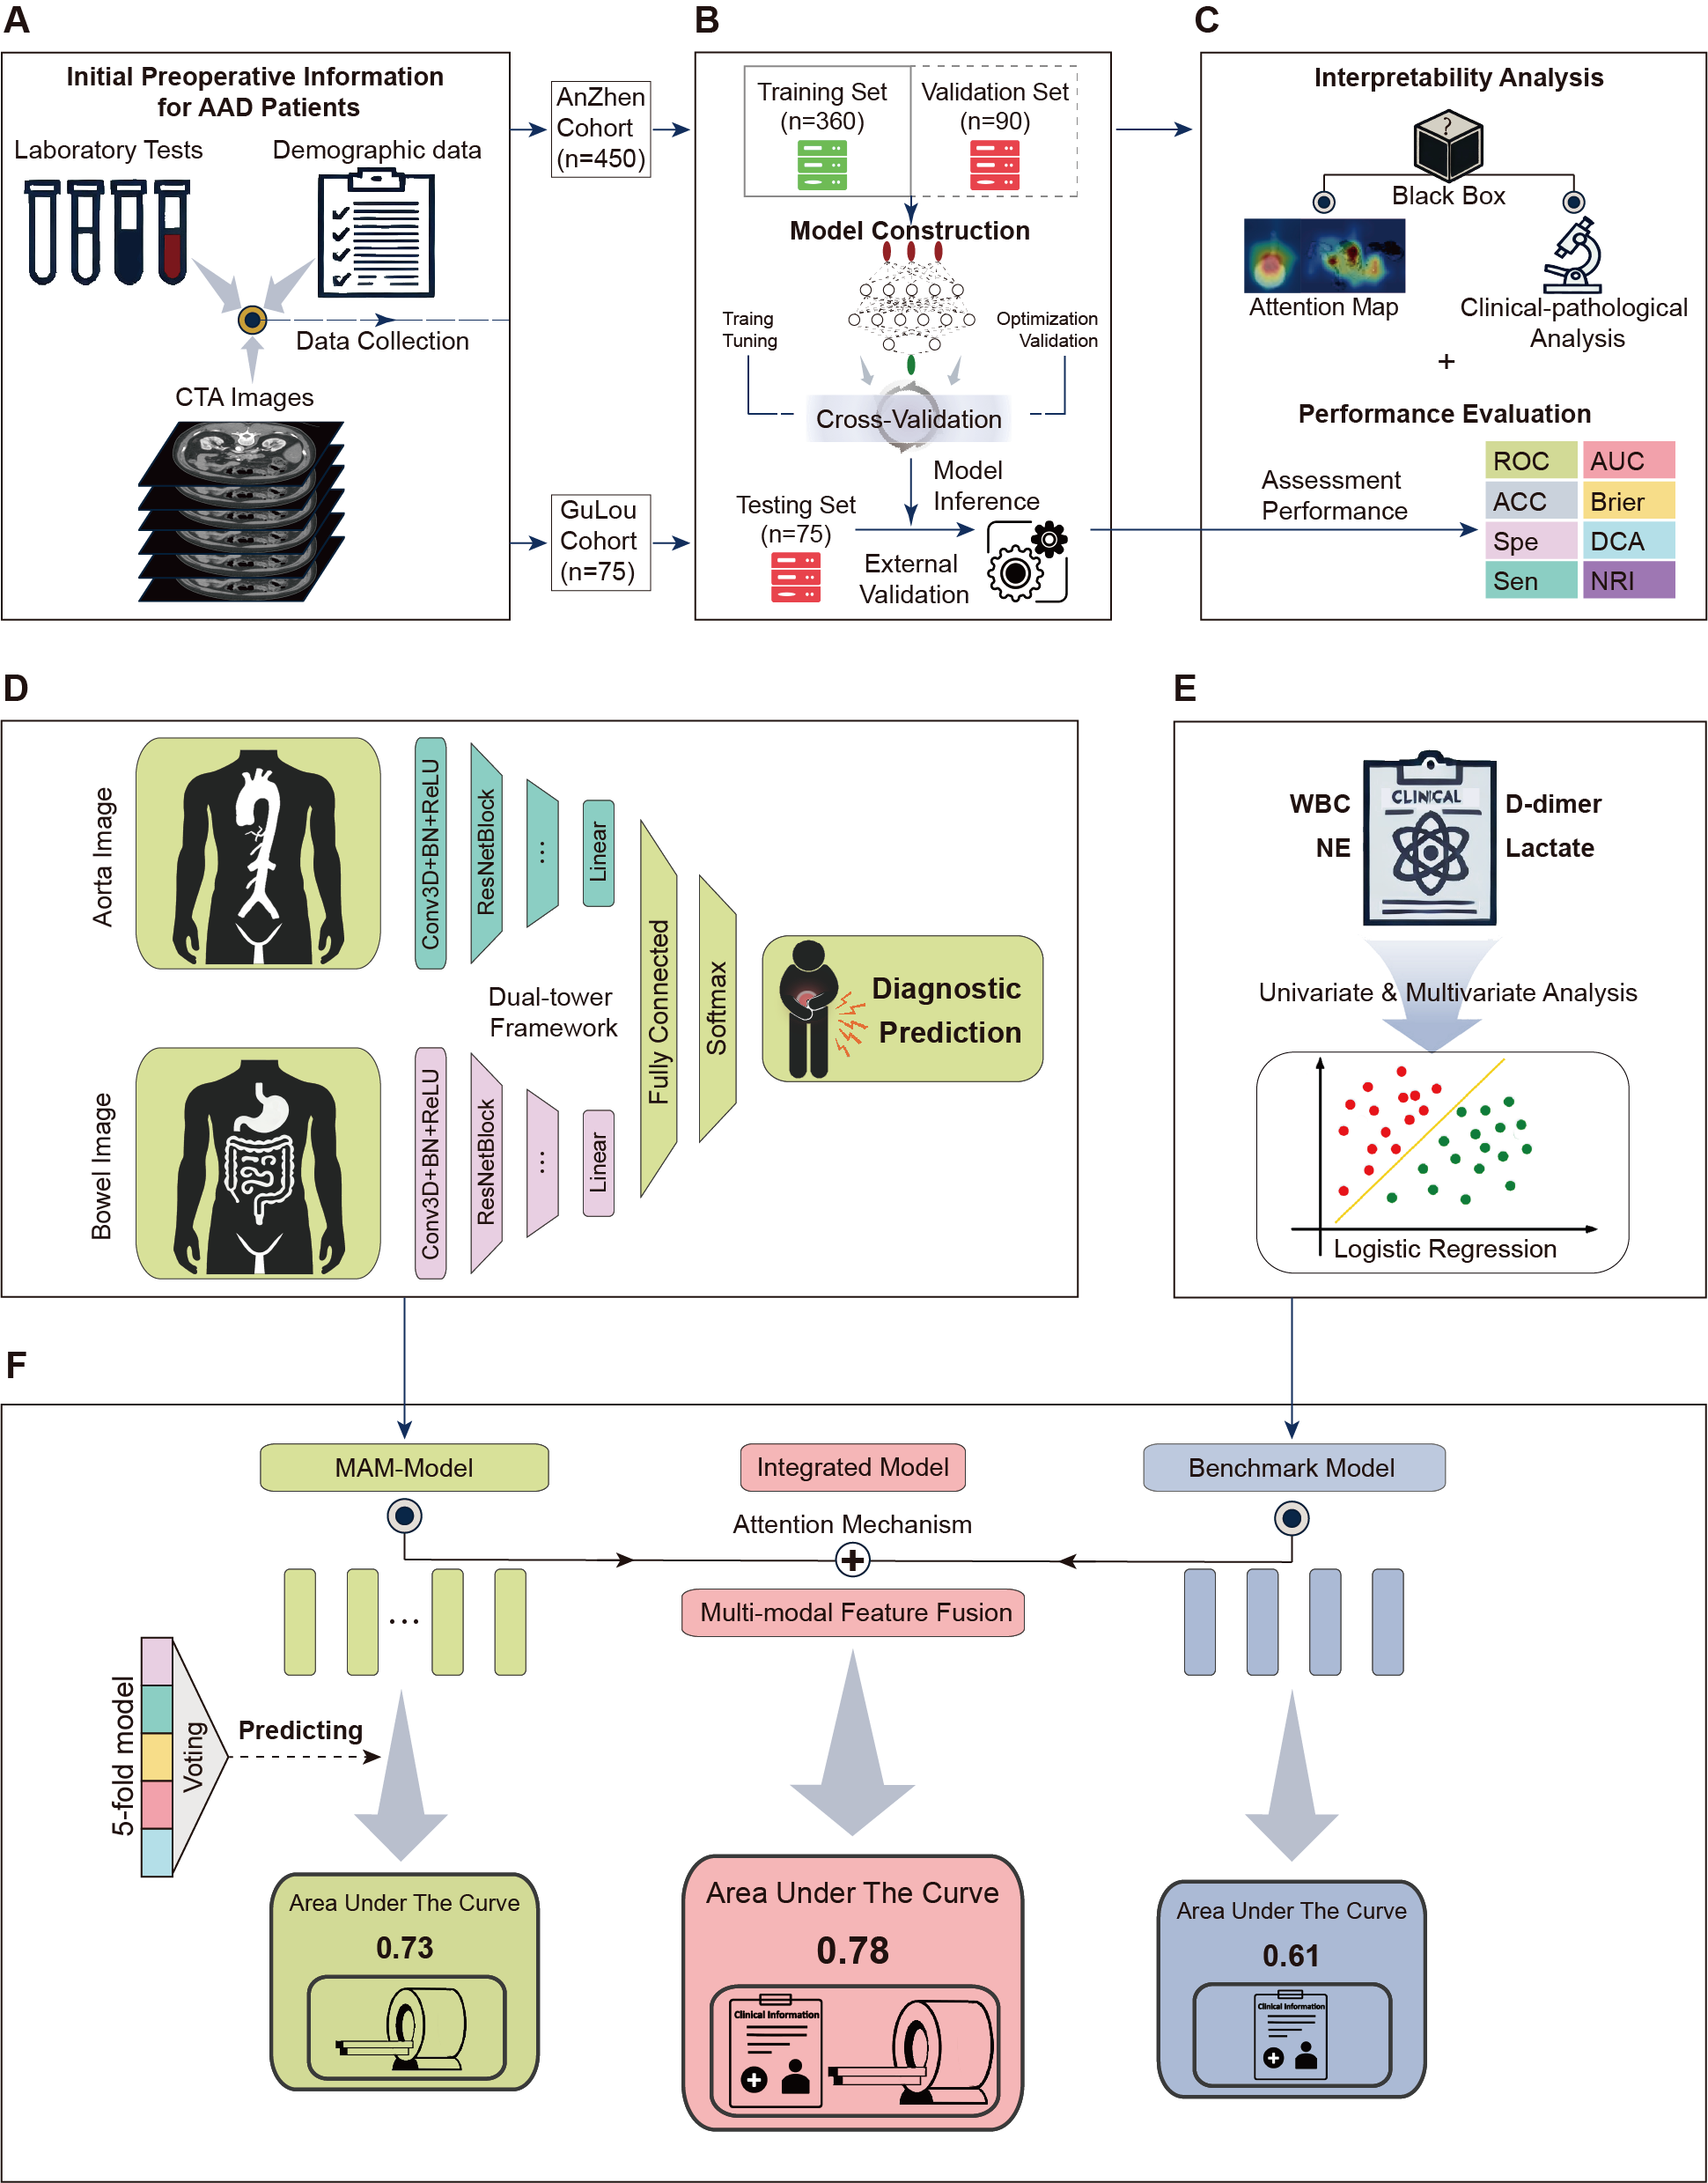 A
Initial Preoperative Information
for AAD Patients
Laboratory Tests
Demographic data
Data Collection
CTA Images
AnZhen
Cohort
(n=450)
GuLou
Cohort
(n=75)
B
Training Set
(n=360)
Validation Set
(n=90)
Model Construction
Traing
Tuning
Optimization
Validation
Cross-Validation
Model
Inference
Testing Set
(n=75)
External
Validation
C
Interpretability Analysis
?
Black Box
Attention Map
Clinical-pathological
Analysis
+
Performance Evaluation
Assessment
Performance
ROC
AUC
ACC
Brier
Spe
DCA
Sen
NRI
D
Aorta Image
Conv3D+BN+ReLU
ResNetBlock
...
Linear
Dual-tower
Framework
Bowel Image
Conv3D+BN+ReLU
ResNetBlock
...
Linear
Fully Connected
Softmax
Diagnostic
Prediction
E
WBC
NE
CLINICAL
D-dimer
Lactate
Univariate & Multivariate Analysis
Logistic Regression
F
MAM-Model
Integrated Model
Benchmark Model
Attention Mechanism
+
Multi-modal Feature Fusion
...
5-fold model
Voting
Predicting
Area Under The Curve
0.73
Area Under The Curve
0.78
Clinical Information
Area Under The Curve
0.61
Clinical Information